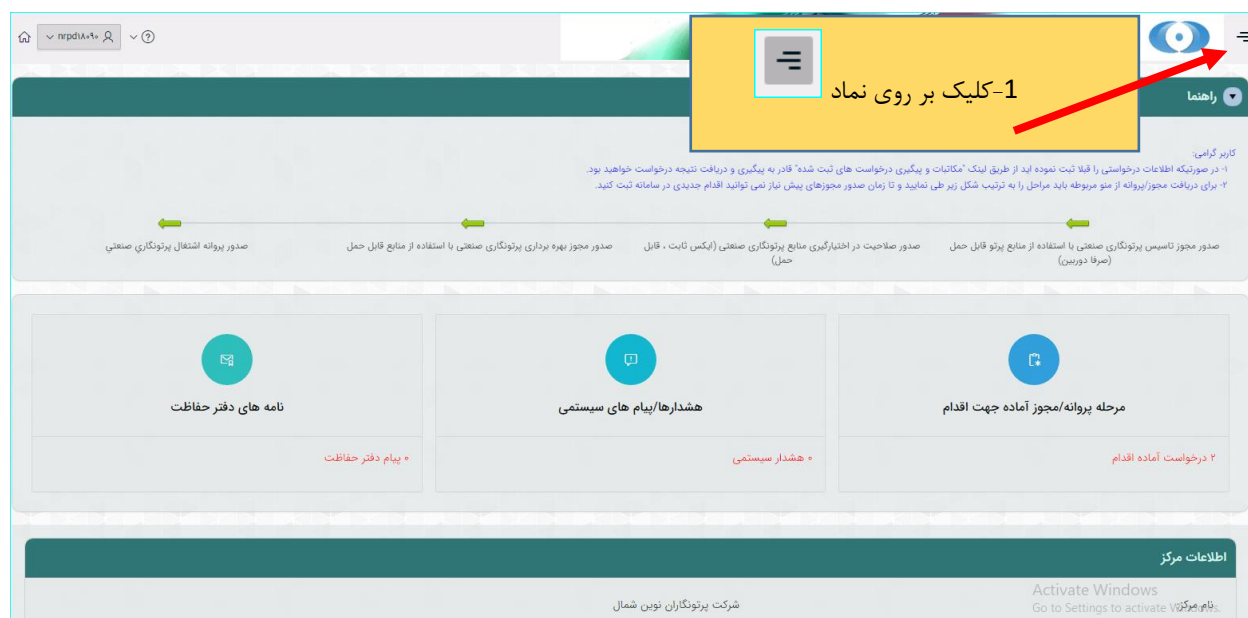 nrpd۱۸۰۹۰
1-کلیک بر روی نماد
راهنما
کاربر گرامی:
۱- در صورتیکه اطلاعات درخواستی را قبلا ثبت نموده اید از طریق لینک "مکاتبات و پیگیری درخواست های ثبت شده" قادر به پیگیری و دریافت نتیجه درخواست خواهید بود.
۲- برای دریافت مجوز/پروانه از منو مربوطه باید مراحل را به ترتیب شکل زیر طی نمایید و تا زمان صدور مجوزهای پیش نیاز نمی توانید اقدام جدیدی در سامانه ثبت کنید.
صدور مجوز تاسیس پرتونگاری صنعتی با استفاده از منابع پرتو قابل حمل
(صرفا دوربین)
صدور صلاحیت در اختیارگیری منابع پرتونگاری صنعتی (ایکس ثابت ، قابل
حمل)
صدور مجوز بهره برداری پرتونگاری صنعتی با استفاده از منابع قابل حمل
صدور پروانه اشتغال پرتونگاري صنعتي
مرحله پروانه/مجوز آماده جهت اقدام
هشدارها/پیام های سیستمی
نامه های دفتر حفاظت
۲ درخواست آماده اقدام
۰ هشدار سیستمی
۰ پیام دفتر حفاظت
اطلاعات مرکز
نام مرکز:
شرکت پرتونگاران نوین شمال
Activate Windows
Go to Settings to activate Windows.